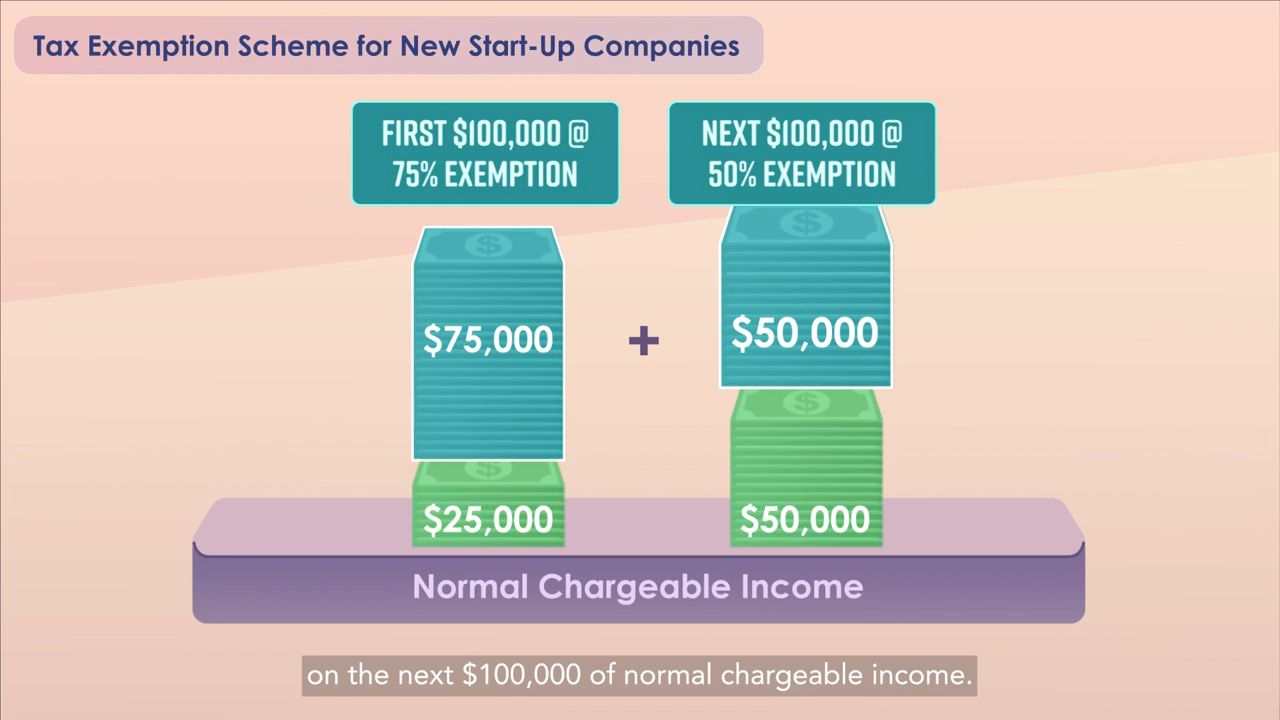 Tax Exemption Scheme for New Start-Up Companies
FIRST $100,000 @
75% EXEMPTION
NEXT $100,000 @
50% EXEMPTION
$75,000
+
$50,000
$25,000
$50,000
Normal Chargeable Income
on the next $100,000 of normal chargeable income.